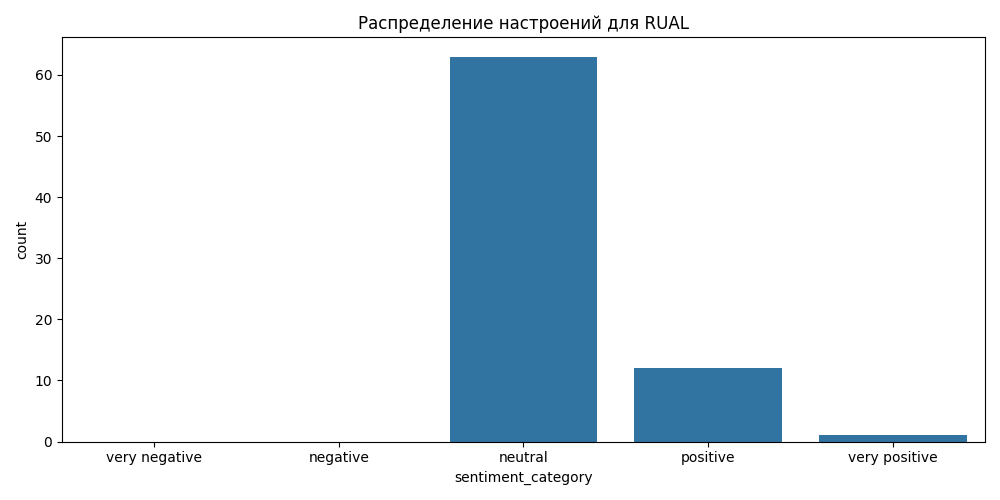 Распределение настроений для RUAL
60
50
40
30
20
10
0
count
very negative
negative
neutral
positive
very positive
sentiment_category